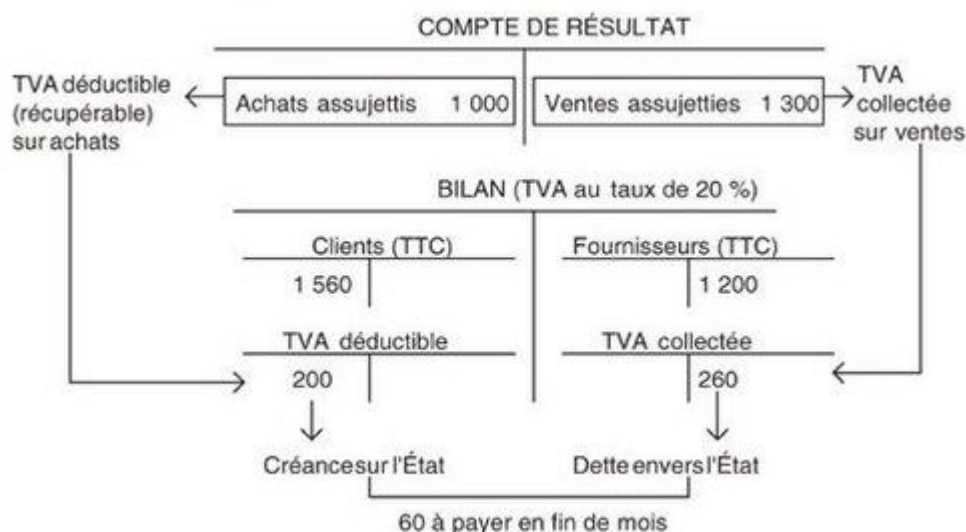 COMPTE DE RÉSULTAT
TVA déductible
(récupérable)
sur achats
Achats assujettis 1 000
Ventes assujetties 1 300
TVA
collectée
sur ventes
BILAN (TVA au taux de 20 %)
Clients (TTC)
1 560
Fournisseurs (TTC)
1 200
TVA déductible
200
TVA collectée
260
Créance sur l'État
Dette envers l'État
60 à payer en fin de mois